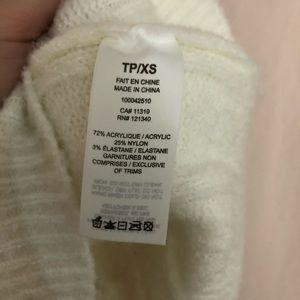 TP/XS
FAIT EN CHINE
MADE IN CHINA
100042510
CA# 11319
RN# 121340
72% ACRYLIQUE / ACRYLIC
25% NYLON
3% ÉLASTANE / ELASTANE
GARNITURES NON
COMPRISES / EXCLUSIVE
OF TRIMS